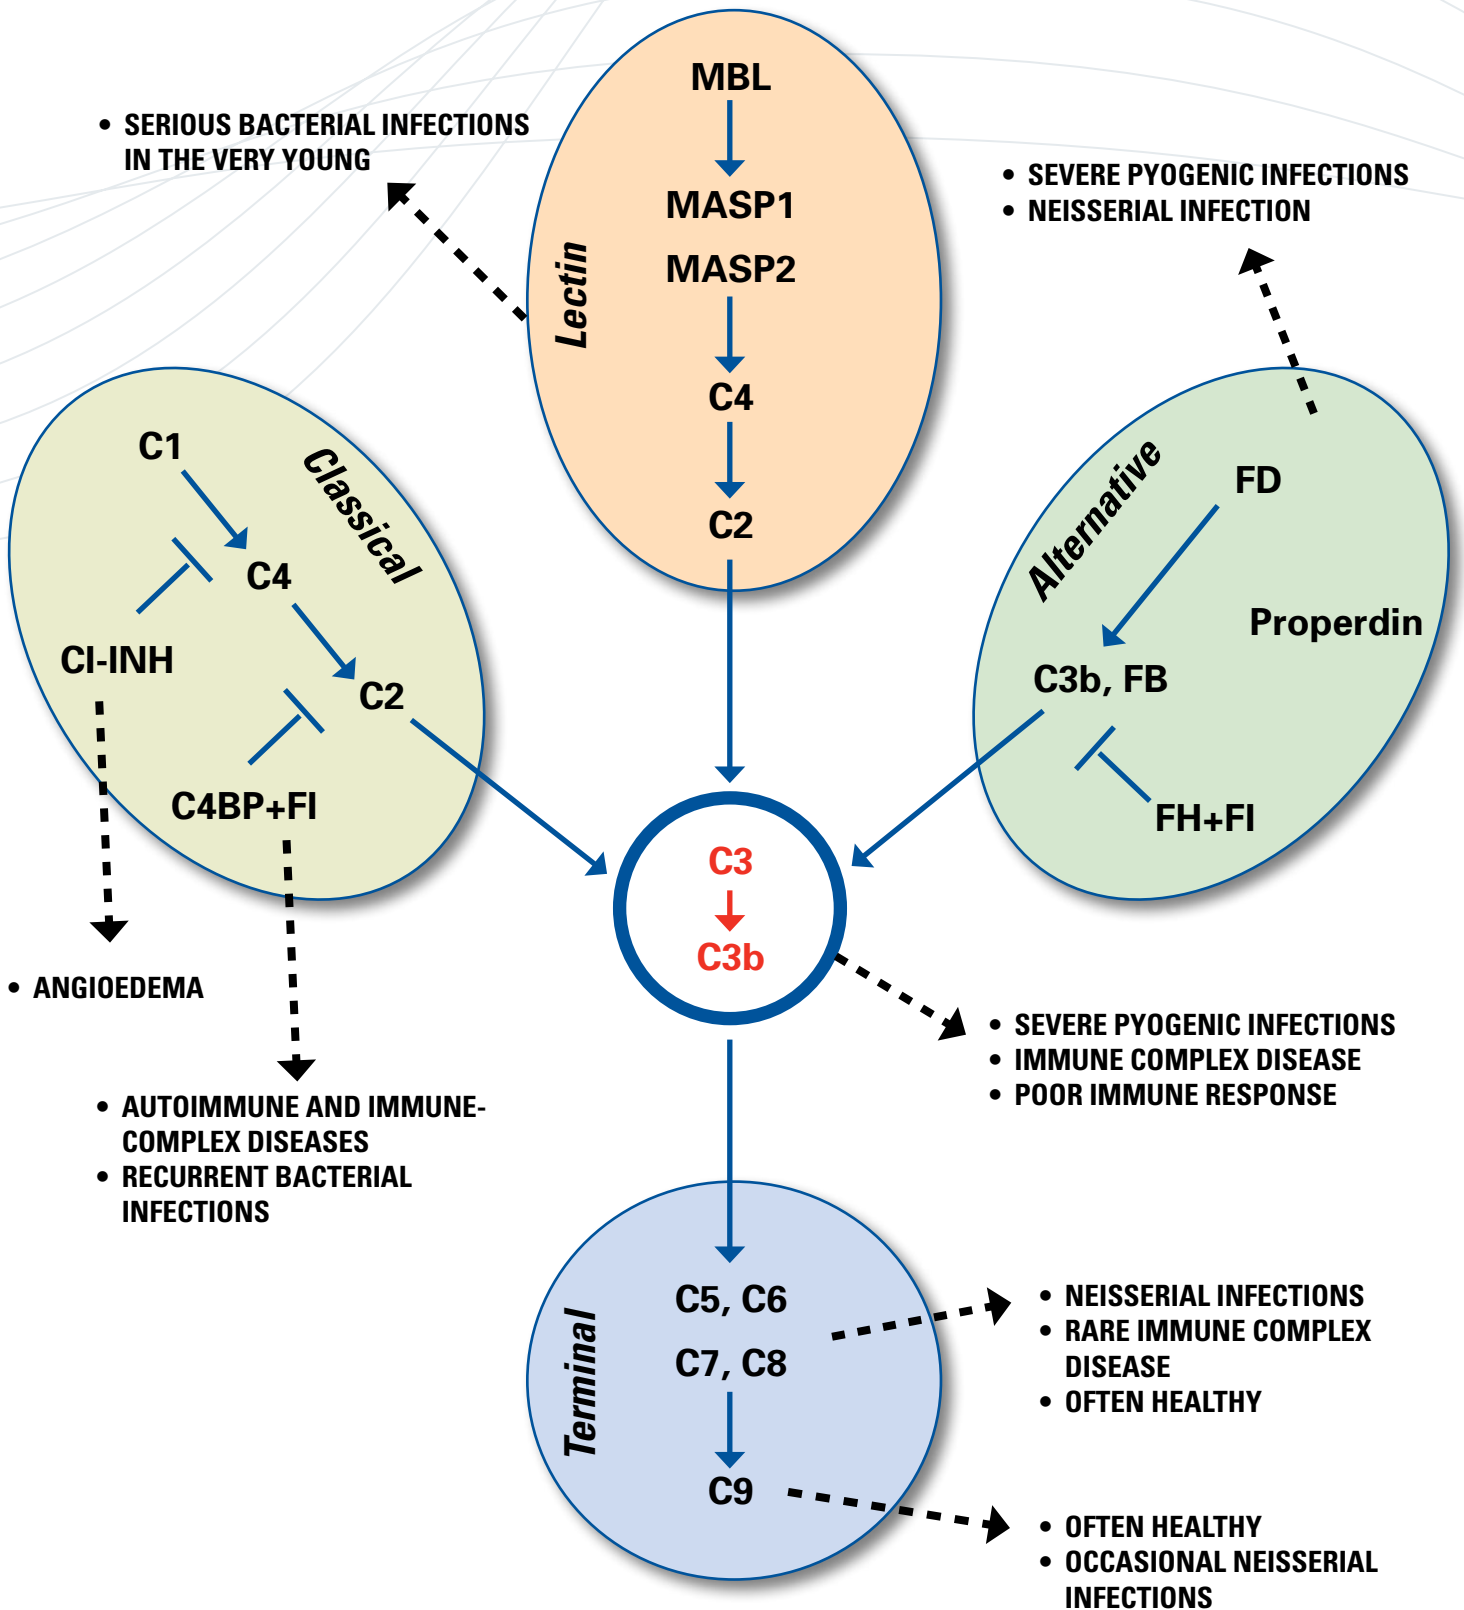 MBL
• SERIOUS BACTERIAL INFECTIONS
IN THE VERY YOUNG
MASP1
MASP2
Lectin
C4
C2
• SEVERE PYOGENIC INFECTIONS
• NEISSERIAL INFECTION
C1
Classical
C4
CI-INH
C2
C4BP+FI
Alternative
FD
Properdin
C3b, FB
FH+FI
C3
C3b
• ANGIOEDEMA
• AUTOIMMUNE AND IMMUNE-
COMPLEX DISEASES
• RECURRENT BACTERIAL
INFECTIONS
• SEVERE PYOGENIC INFECTIONS
• IMMUNE COMPLEX DISEASE
• POOR IMMUNE RESPONSE
Terminal
C5, C6
C7, C8
C9
• NEISSERIAL INFECTIONS
• RARE IMMUNE COMPLEX
DISEASE
• OFTEN HEALTHY
• OFTEN HEALTHY
• OCCASIONAL NEISSERIAL
INFECTIONS